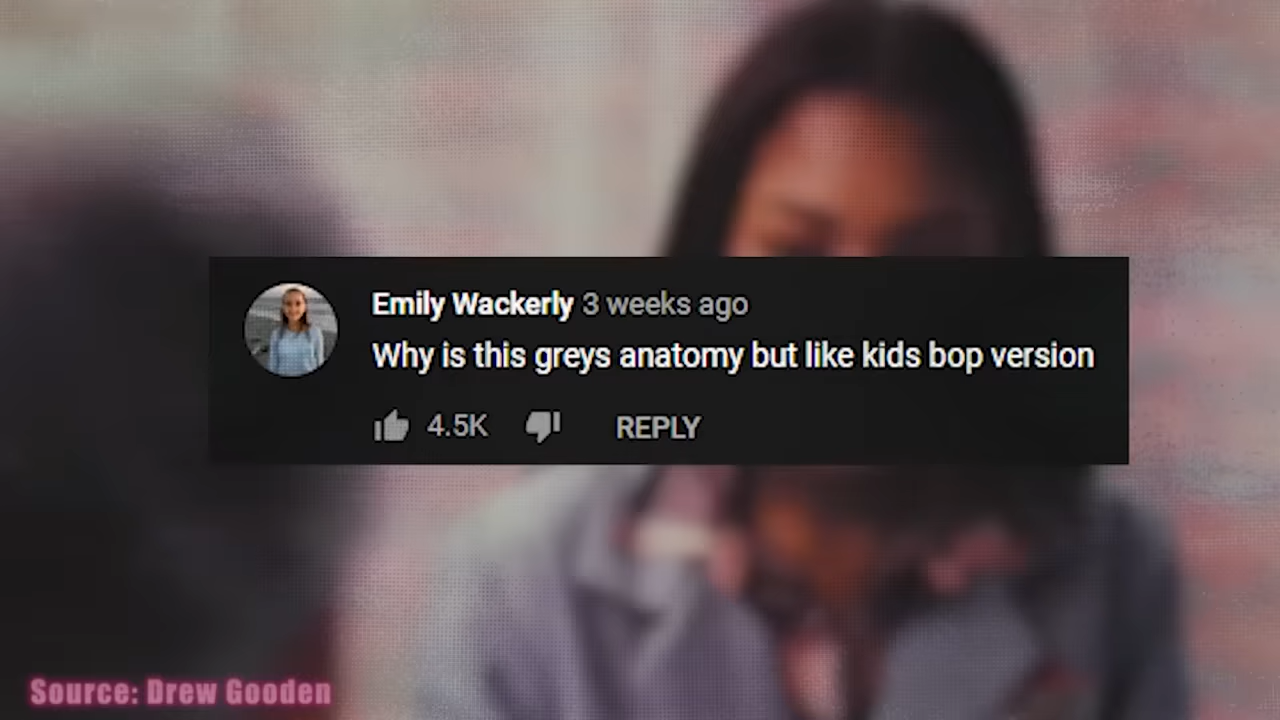 Emily Wackerly 3 weeks ago
Why is this greys anatomy but like kids bop version
4.5K REPLY
Source: Drew Gooden